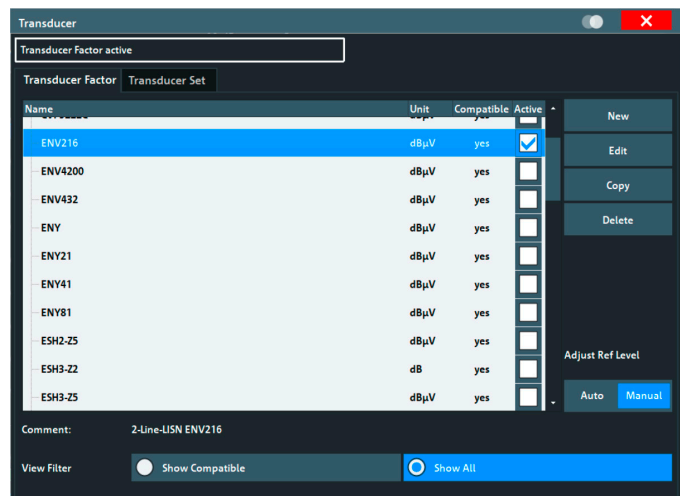 Transducer
Transducer Factor active
Transducer Factor Transducer Set
Name Unit Compatible Active
New
ENV216 dBµV yes
Edit
ENV4200 dBµV yes
Copy
ENV432 dBµV yes
Delete
ENY dBµV yes
ENY21 dBµV yes
ENY41 dBµV yes
ENY81 dBµV yes
ESH2-Z5 dBµV yes
Adjust Ref Level
ESH3-Z2 dB yes
ESH3-Z5 dBµV yes
Auto Manual
Comment: 2-Line-LISN ENV216
View Filter Show Compatible Show All